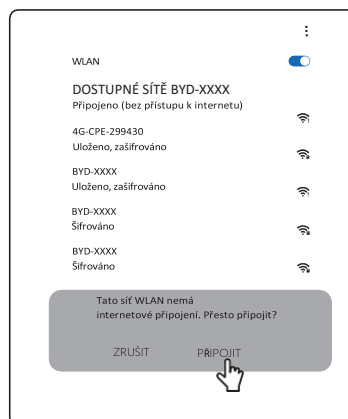 WLAN
DOSTUPNÉ SÍTĚ BYD-XXXX
Připojeno (bez přístupu k internetu)
4G-CPE-299430
Uloženo, zašifrováno
BYD-XXXX
Uloženo, zašifrováno
BYD-XXXX
Šifrováno
BYD-XXXX
Šifrováno
Tato síť WLAN nemá
internetové připojení. Přesto připojit?
ZRUŠIT PŘIPOJIT